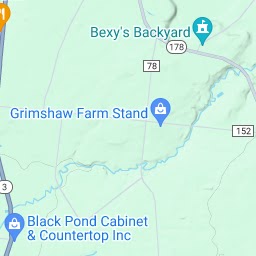 Bexy's Backyard
178
78
Grimshaw Farm Stand
152
3
Black Pond Cabinet
& Countertop Inc